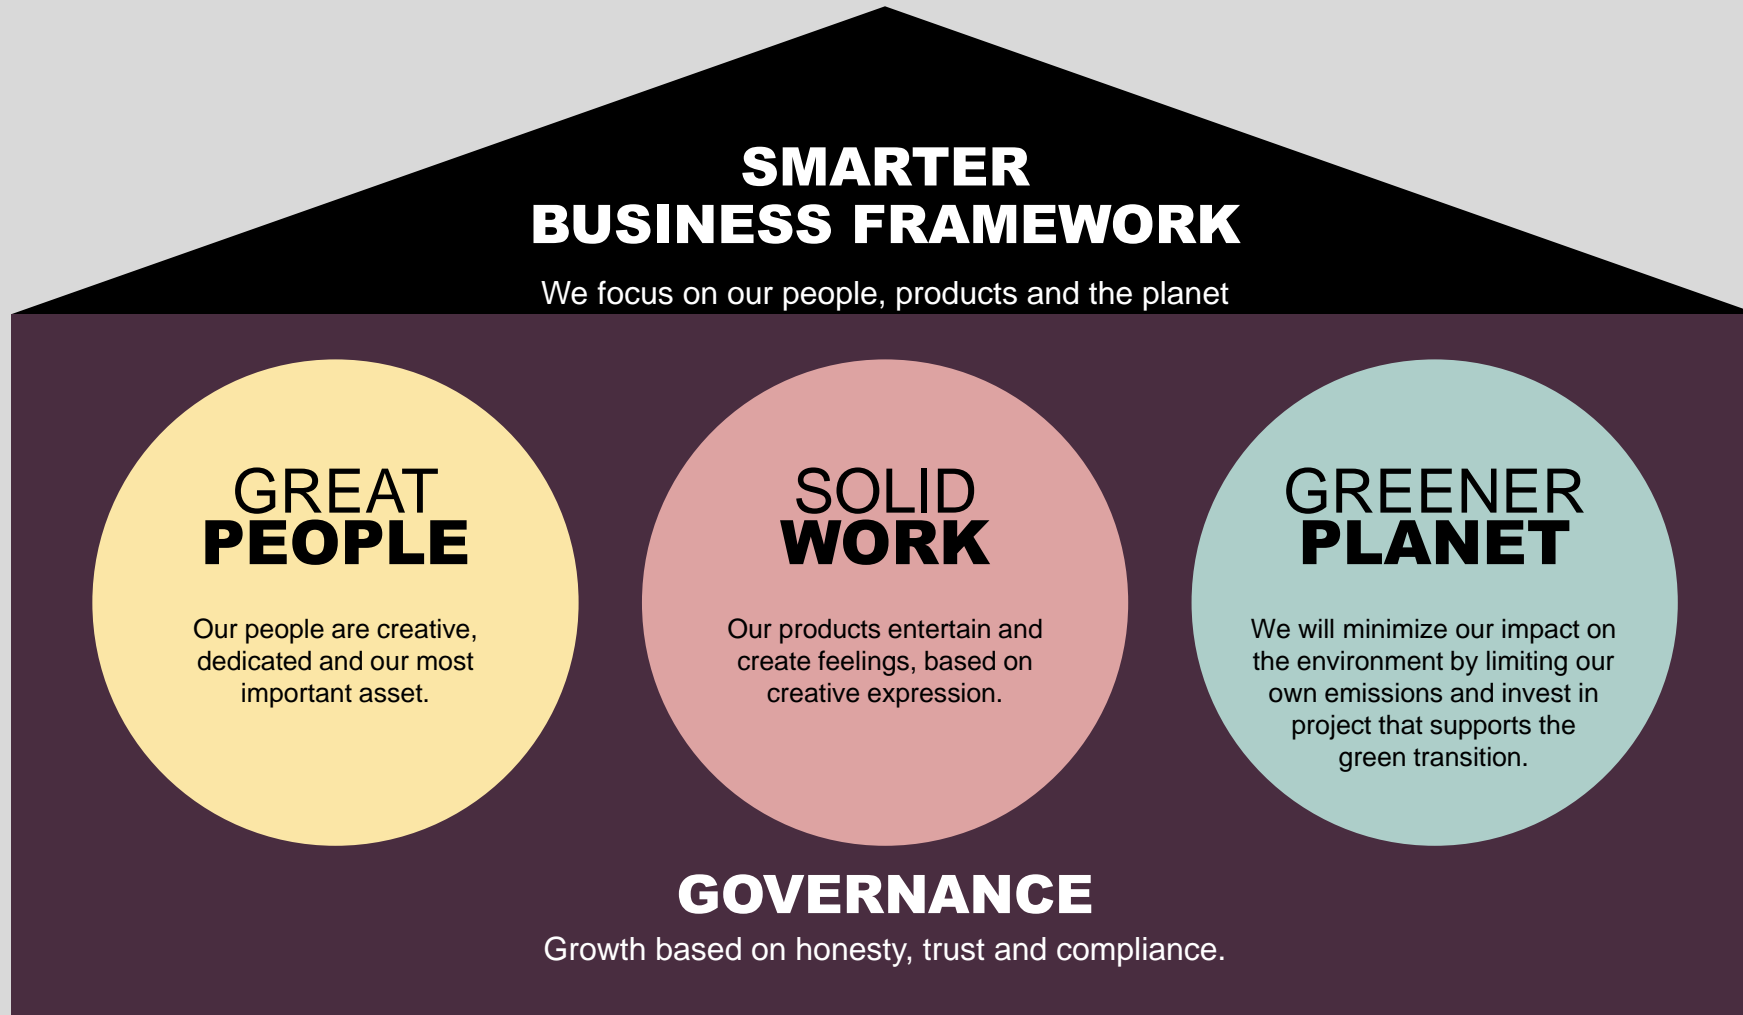 SMARTER
BUSINESS FRAMEWORK
We focus on our people, products and the planet
GREAT
PEOPLE
Our people are creative,
dedicated and our most
important asset.
SOLID
WORK
Our products entertain and
create feelings, based on
creative expression.
GREENER
PLANET
We will minimize our impact on
the environment by limiting our
own emissions and invest in
project that supports the
green transition.
GOVERNANCE
Growth based on honesty, trust and compliance.